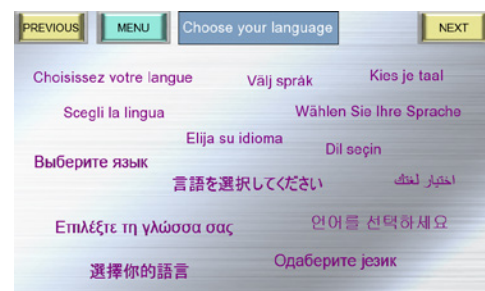 PREVIOUS MENU Choose your language NEXT
Choisissez votre langue Välj språk Kies je taal
Scegli la lingua Wählen Sie Ihre Sprache
Elija su idioma Dil seçin
Выберите язык
言語を選択してください اختيار لغتك
Επιλέξτε τη γλώσσα σας 언어를 선택하세요
選擇你的語言 Одаберите језик